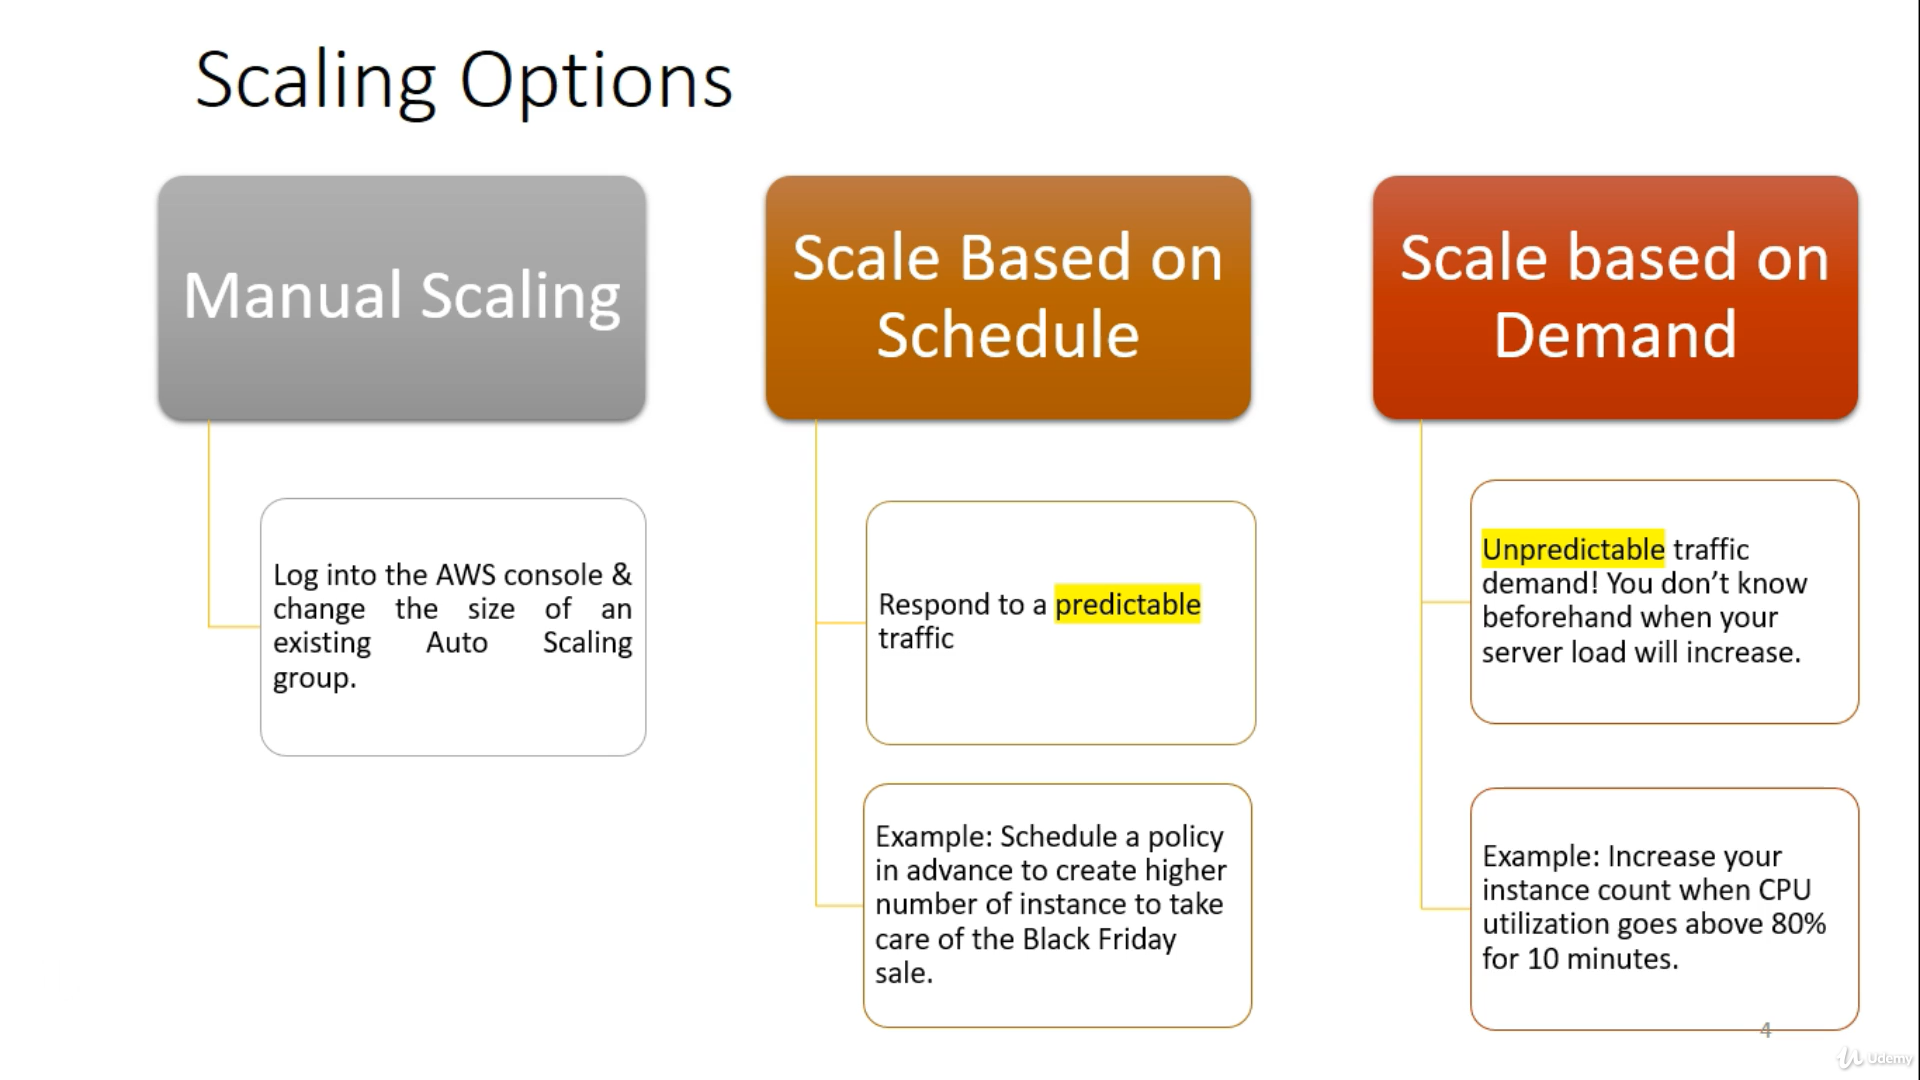 Scaling Options
Manual Scaling
Log into the AWS console &
change the size of an
existing Auto Scaling
group.
Scale Based on
Schedule
Respond to a predictable
traffic
Example: Schedule a policy
in advance to create higher
number of instance to take
care of the Black Friday
sale.
Scale based on
Demand
Unpredictable traffic
demand! You don’t know
beforehand when your
server load will increase.
Example: Increase your
instance count when CPU
utilization goes above 80%
for 10 minutes.
4
Udemy